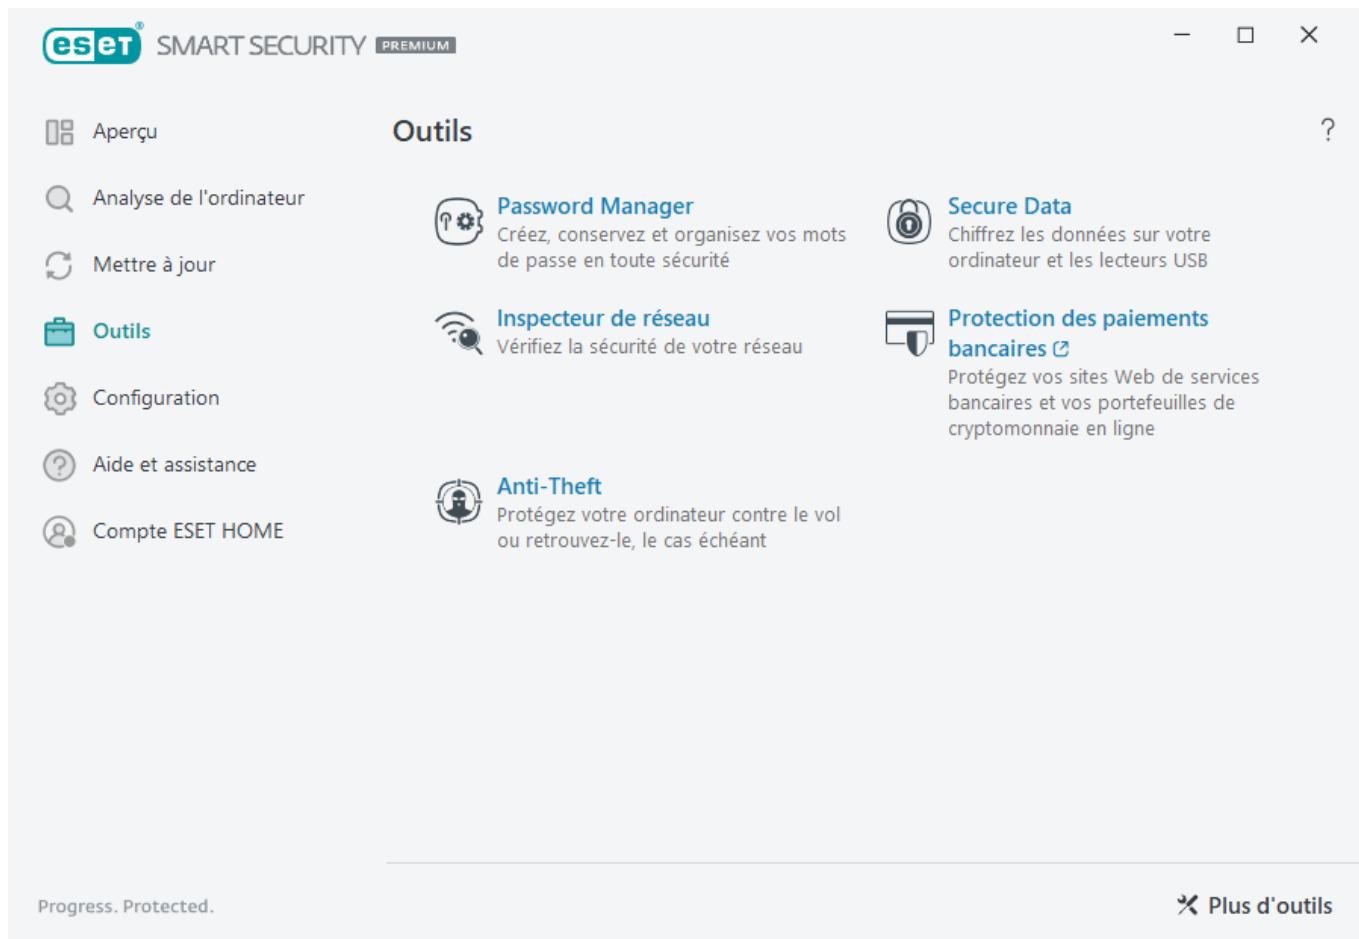 eseT® SMART SECURITY PREMIUM
Aperçu
Analyse de l'ordinateur
Mettre à jour
Outils
Configuration
Aide et assistance
Compte ESET HOME
Outils
?
Password Manager
Créez, conservez et organisez vos mots
de passe en toute sécurité
Secure Data
Chiffrez les données sur votre
ordinateur et les lecteurs USB
Inspecteur de réseau
Vérifiez la sécurité de votre réseau
Protection des paiements
bancaires
Protégez vos sites Web de services
bancaires et vos portefeuilles de
cryptomonnaie en ligne
Anti-Theft
Protégez votre ordinateur contre le vol
ou retrouvez-le, le cas échéant
Progress. Protected.
Plus d'outils